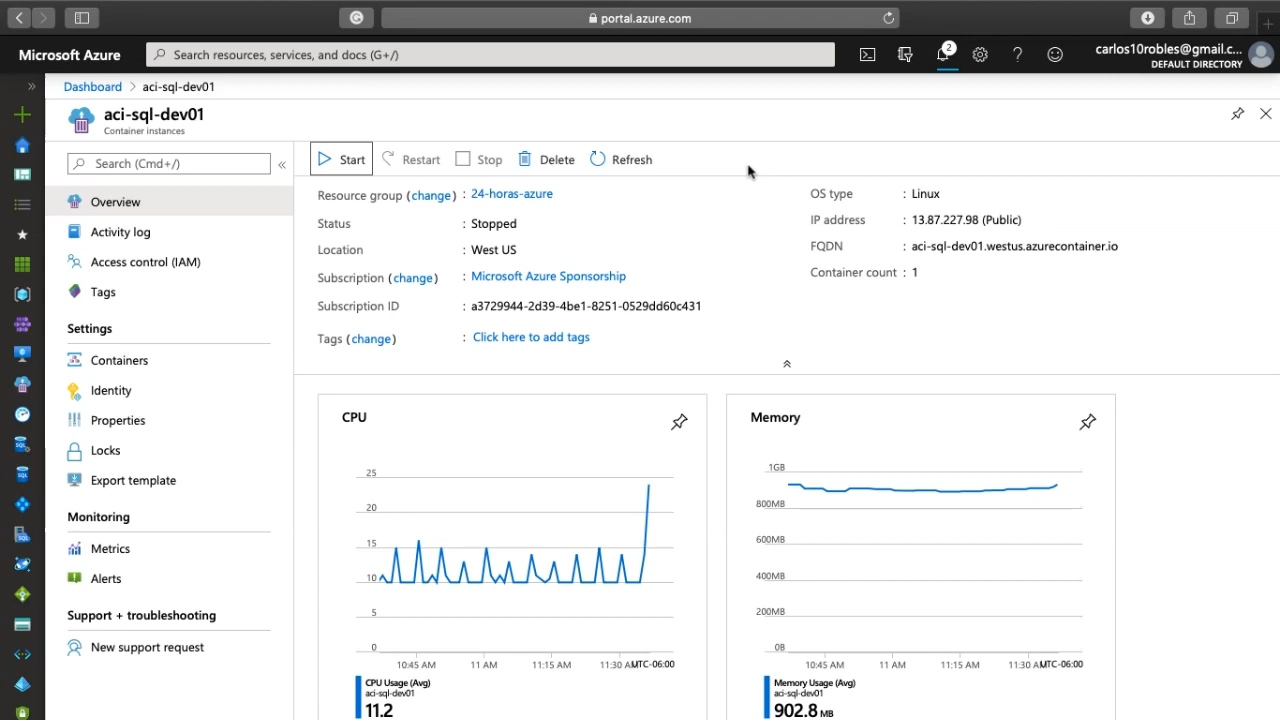 portal.azure.com
Microsoft Azure
Search resources, services, and docs (G+/)
2
carlos10robles@gmail.c...
DEFAULT DIRECTORY
Dashboard > aci-sql-dev01
aci-sql-dev01
Container instances
Search (Cmd+/)
Overview
Activity log
Access control (IAM)
Tags
Settings
Containers
Identity
Properties
Locks
Export template
Monitoring
Metrics
Alerts
Support + troubleshooting
New support request
Start Restart Stop Delete Refresh
Resource group (change) : 24-horas-azure
Status : Stopped
Location : West US
Subscription (change) : Microsoft Azure Sponsorship
Subscription ID : a3729944-2d39-4be1-8251-0529dd60c431
Tags (change) : Click here to add tags
OS type : Linux
IP address : 13.87.227.98 (Public)
FQDN : aci-sql-dev01.westus.azurecontainer.io
Container count : 1
CPU
25
20
15
10
5
0
10:45 AM 11 AM 11:15 AM 11:30 AM UTC-06:00
CPU Usage (Avg)
aci-sql-dev01
11.2
Memory
1GB
800MB
600MB
400MB
200MB
0B
10:45 AM 11 AM 11:15 AM 11:30 AM UTC-06:00
Memory Usage (Avg)
aci-sql-dev01
902.8 MB